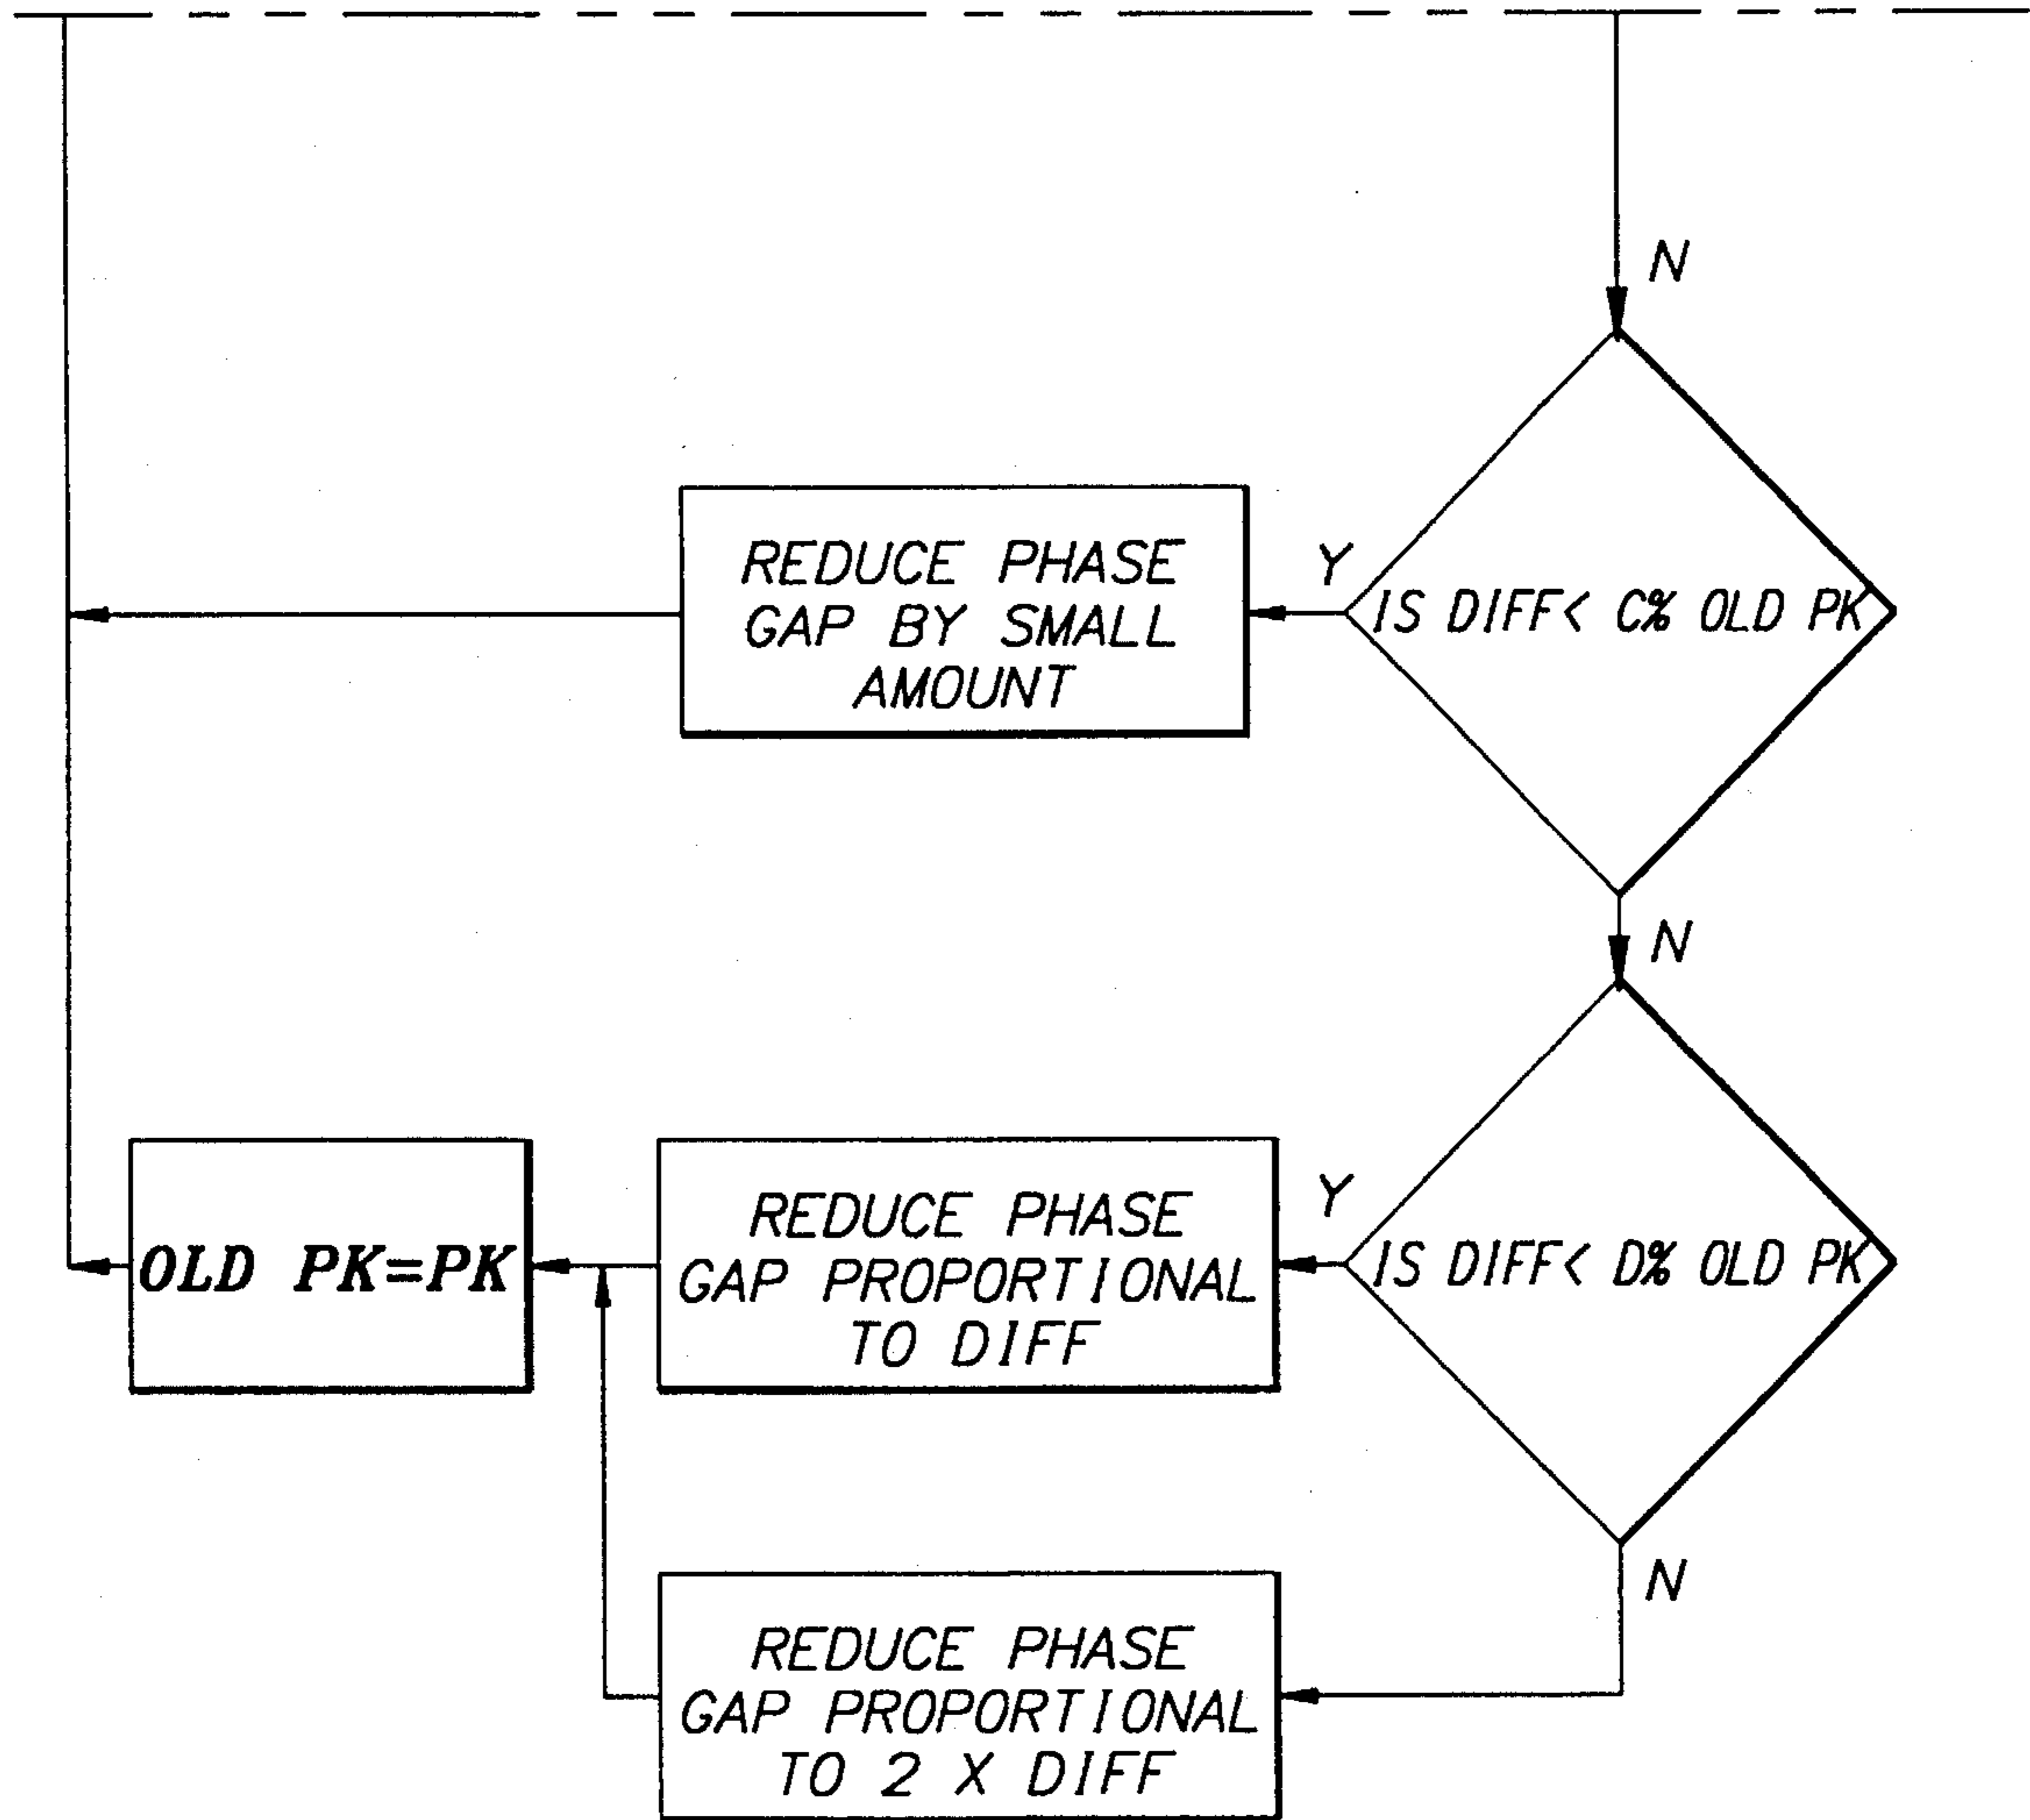 N
REDUCE PHASE
GAP BY SMALL
AMOUNT
Y
IS DIFF< C% OLD PK
N
OLD PK=PK
REDUCE PHASE
GAP PROPORTIONAL
TO DIFF
Y
IS DIFF< D% OLD PK
N
REDUCE PHASE
GAP PROPORTIONAL
TO 2 X DIFF